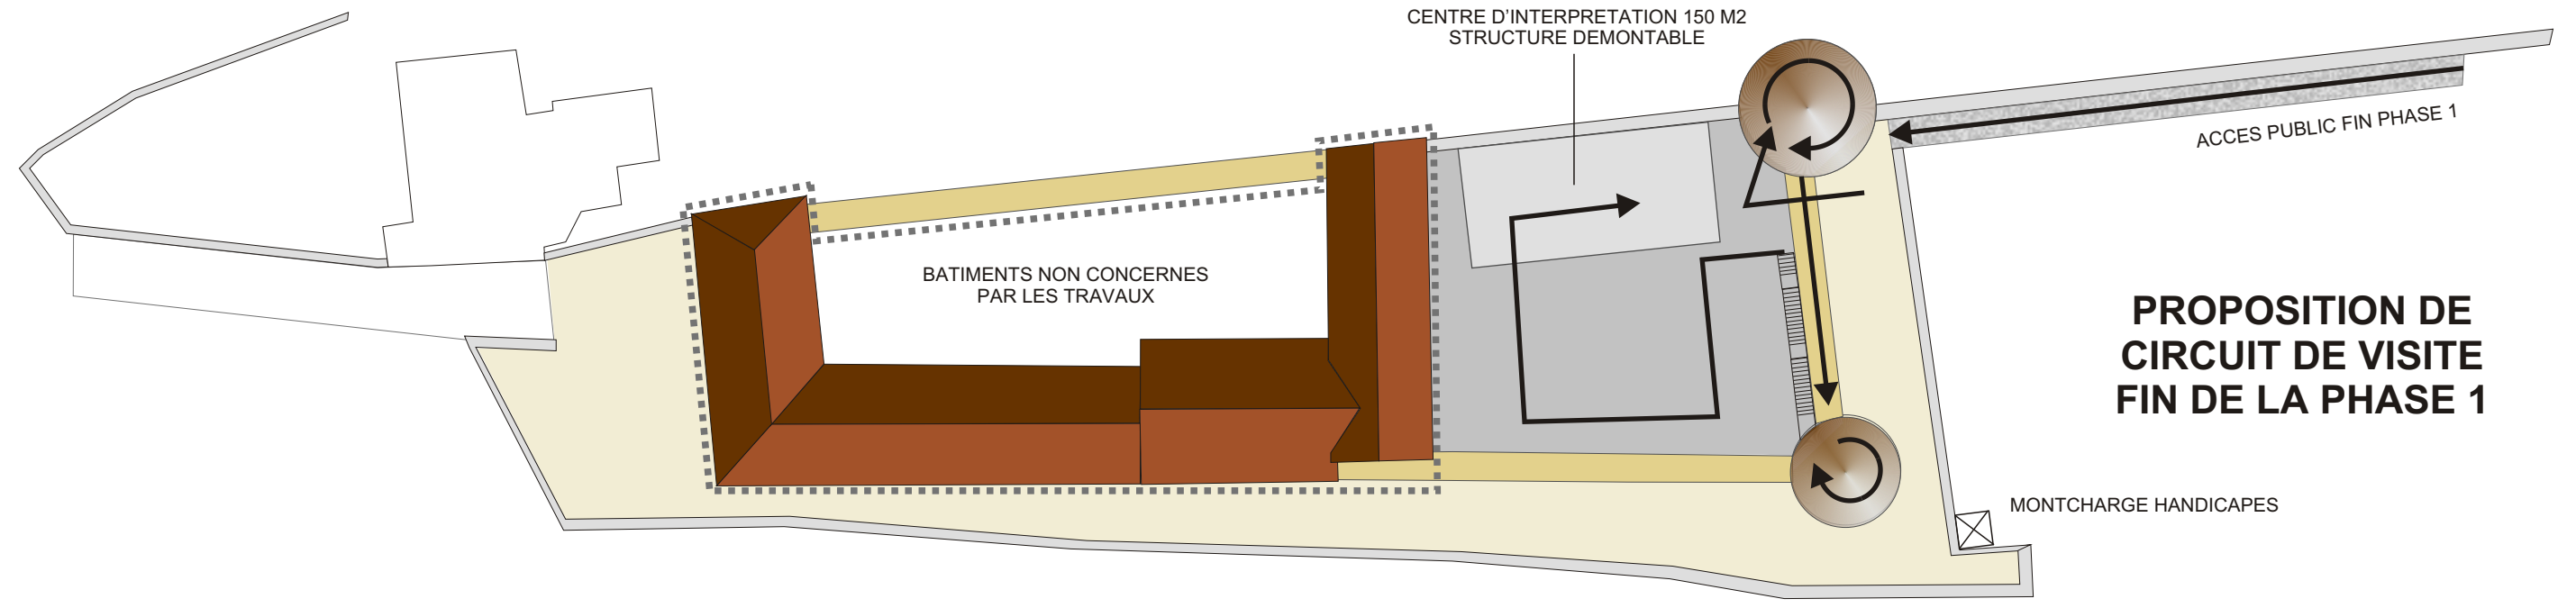 CENTRE D'INTERPRETATION 150 M2
STRUCTURE DEMONTABLE
ACCES PUBLIC FIN PHASE 1
BATIMENTS NON CONCERNES
PAR LES TRAVAUX
PROPOSITION DE
CIRCUIT DE VISITE
FIN DE LA PHASE 1
MONTCHARGE HANDICAPES